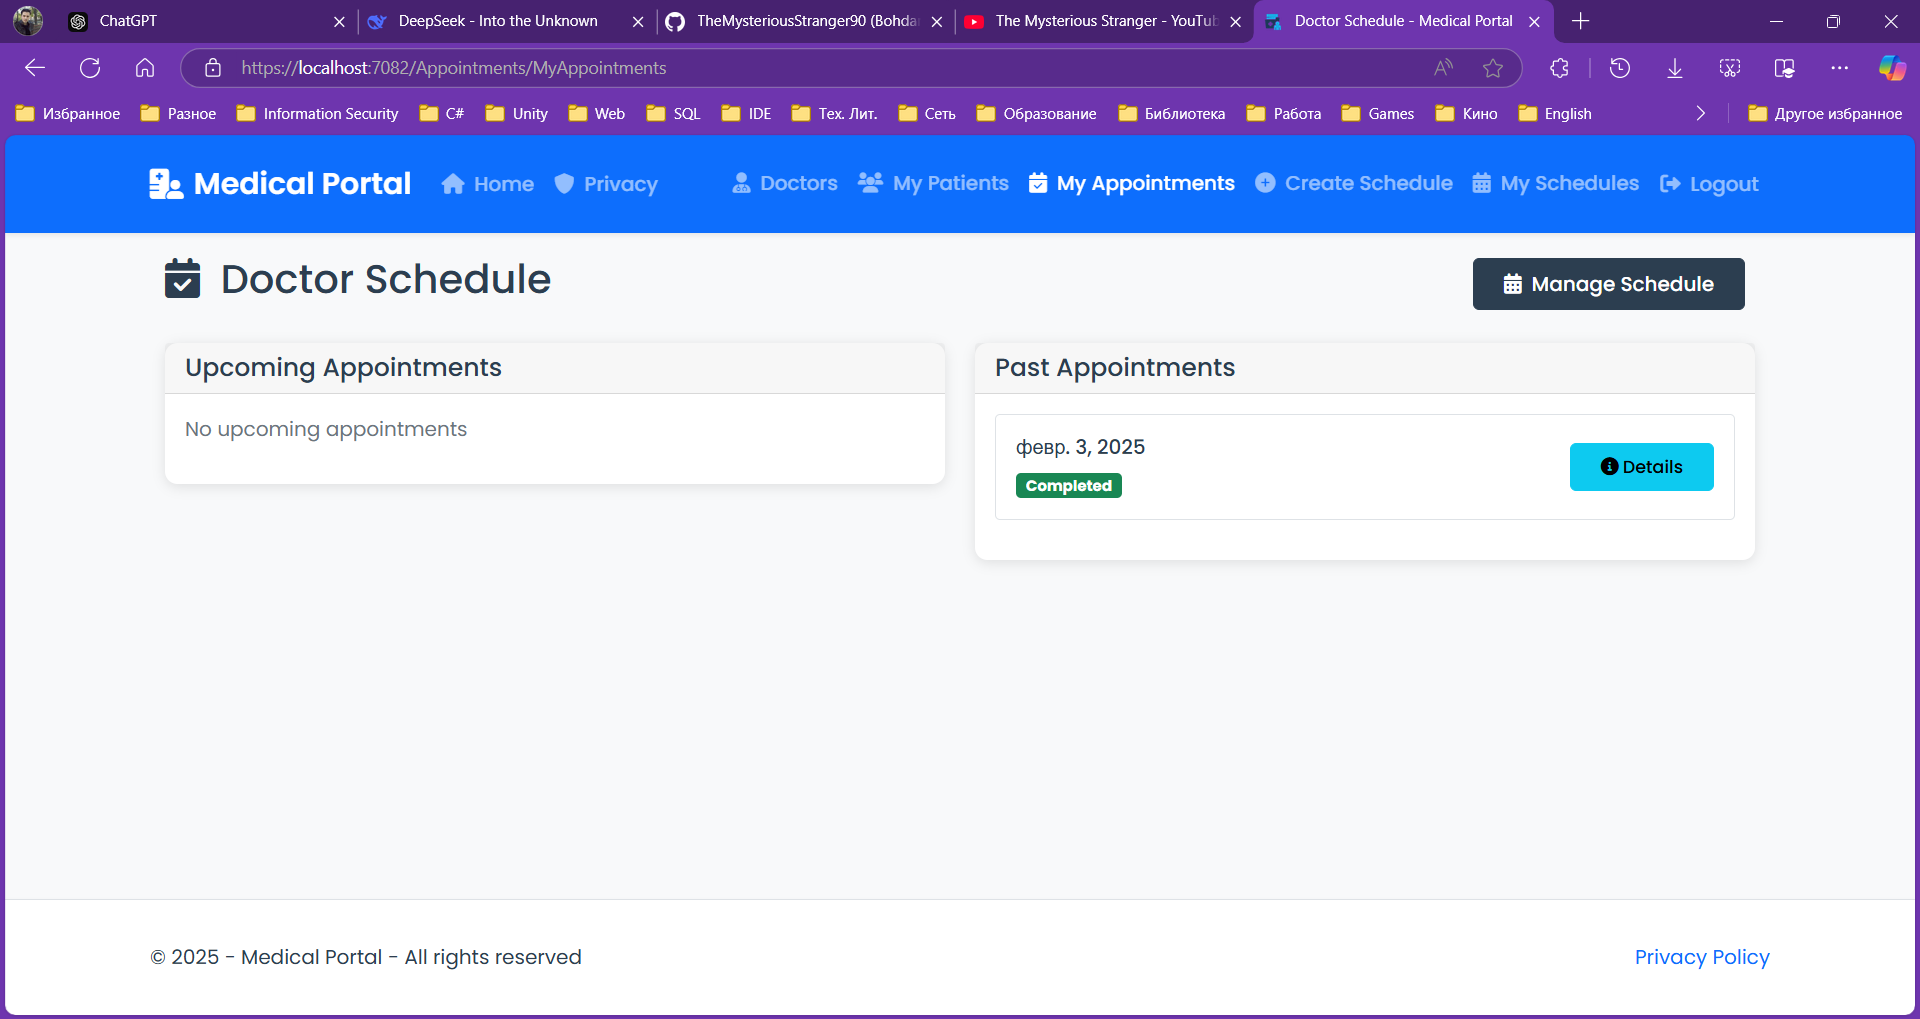 ChatGPT
DeepSeek - Into the Unknown
TheMysteriousStranger90 (Bohda
The Mysterious Stranger - YouTub
Doctor Schedule - Medical Portal
https://localhost:7082/Appointments/MyAppointments
Избранное
Разное
Information Security
C#
Unity
Web
SQL
IDE
Тех. Лит.
Сеть
Образование
Библиотека
Работа
Games
Кино
English
Другое избранное
Medical Portal
Home
Privacy
Doctors
My Patients
My Appointments
Create Schedule
My Schedules
Logout
Doctor Schedule
Manage Schedule
Upcoming Appointments
No upcoming appointments
Past Appointments
февр. 3, 2025
Completed
Details
© 2025 - Medical Portal - All rights reserved
Privacy Policy